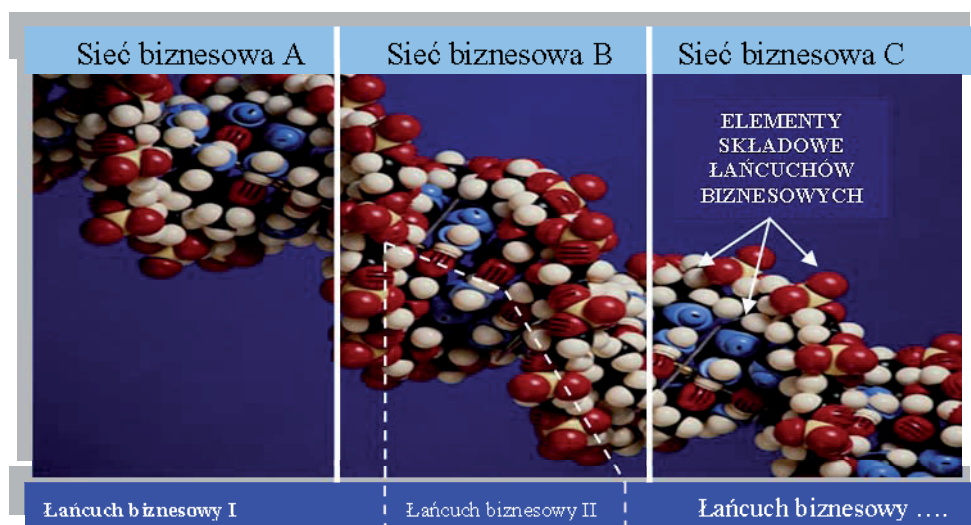 Sieć biznesowa A
Sieć biznesowa B
Sieć biznesowa C
ELEMENTY
SKŁADOWE
ŁAŃCUCHÓW
BIZNESOWYCH
Łańcuch biznesowy I
Łańcuch biznesowy II
Łańcuch biznesowy ….